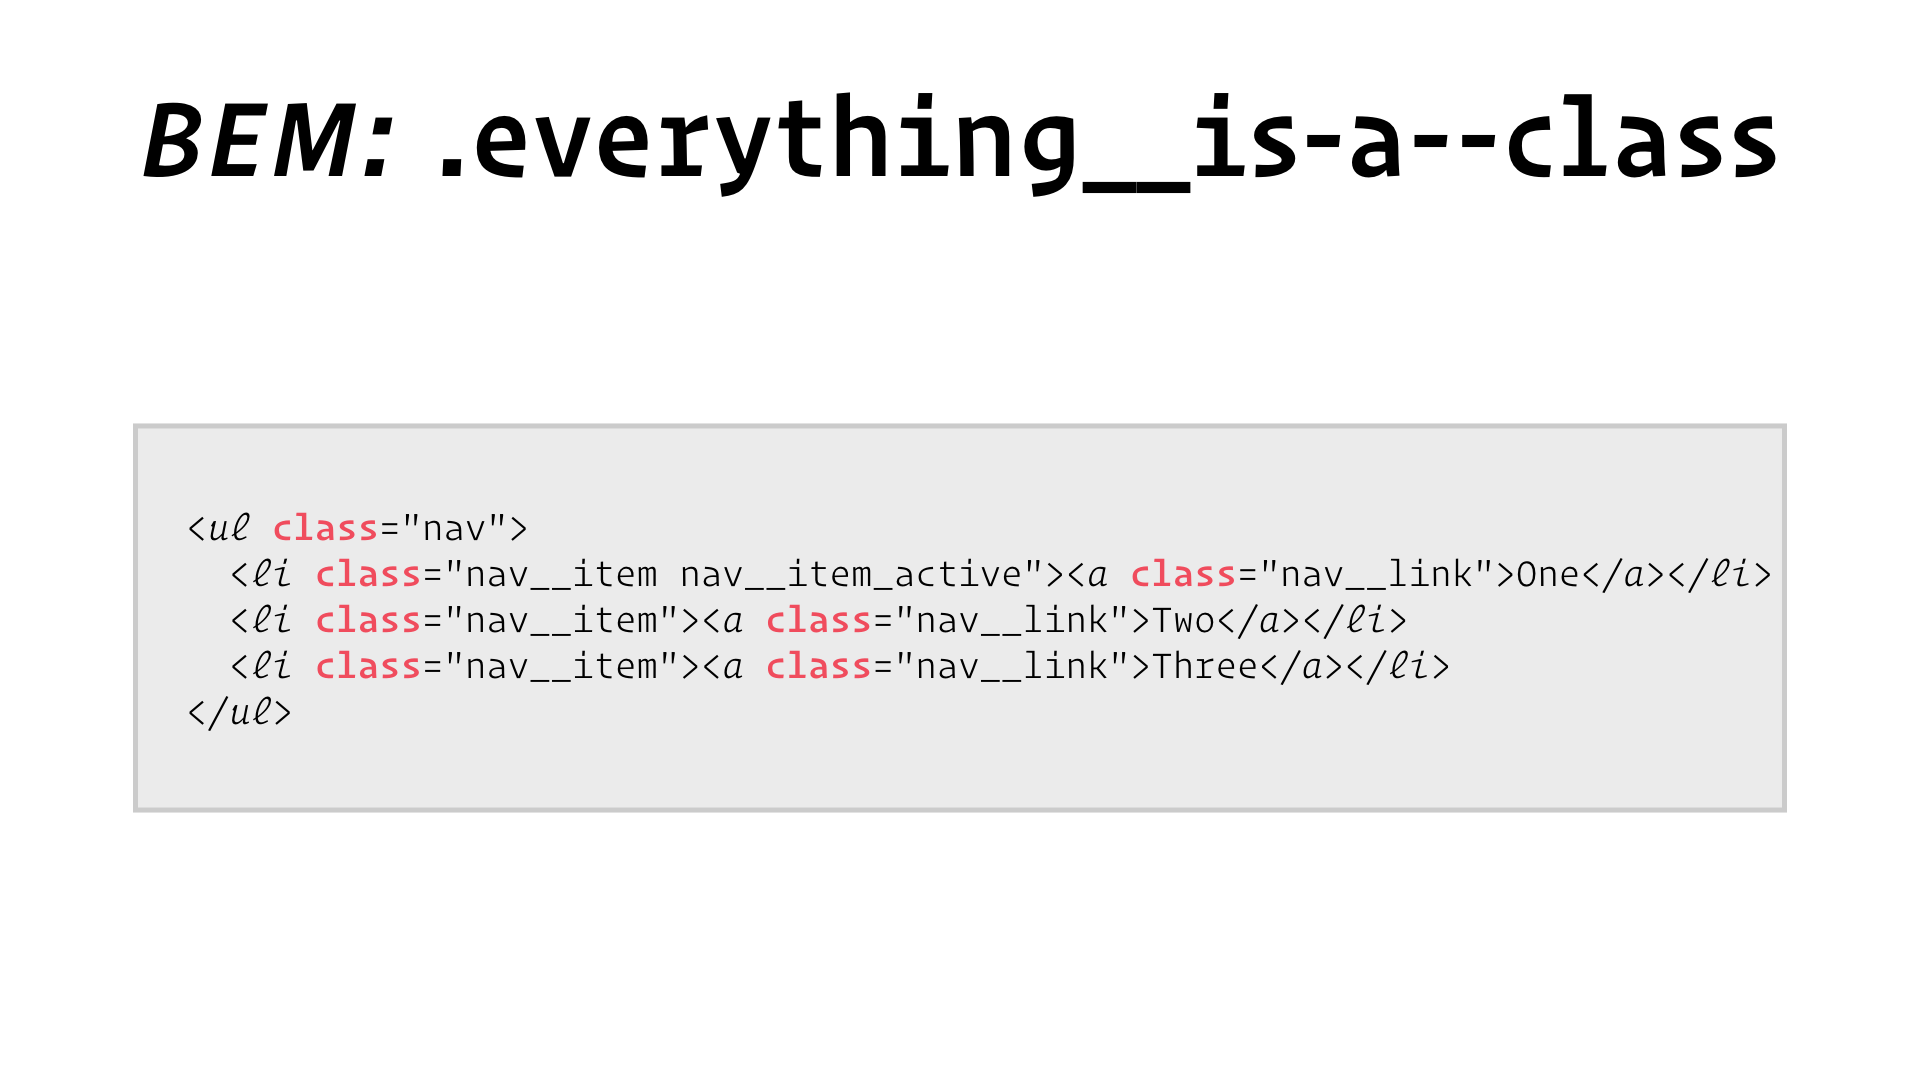 BEM: .everything__is-a--class
<ul class="nav">
  <li class="nav__item nav__item_active"><a class="nav__link">One</a></li>
  <li class="nav__item"><a class="nav__link">Two</a></li>
  <li class="nav__item"><a class="nav__link">Three</a></li>
</ul>